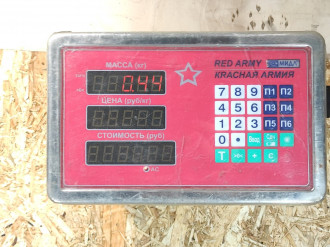 МАССА (кг)
0.44
ЦЕНА (руб/кг)
СТОИМОСТЬ (руб)
RED ARMY МИДЛ
КРАСНАЯ АРМИЯ
7 8 9 П1 П2
4 5 6 П3 П4
1 2 3 П5 П6
0
T C